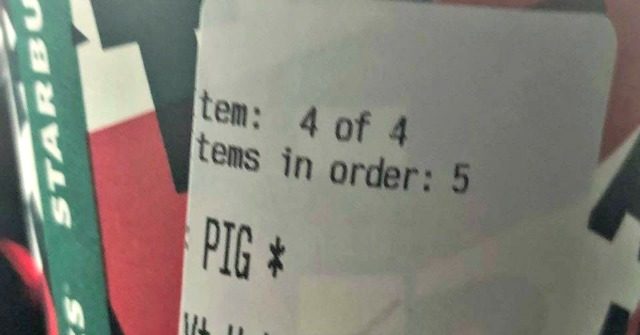 STARBU
tem: 4 of 4
tems in order: 5
PIG *